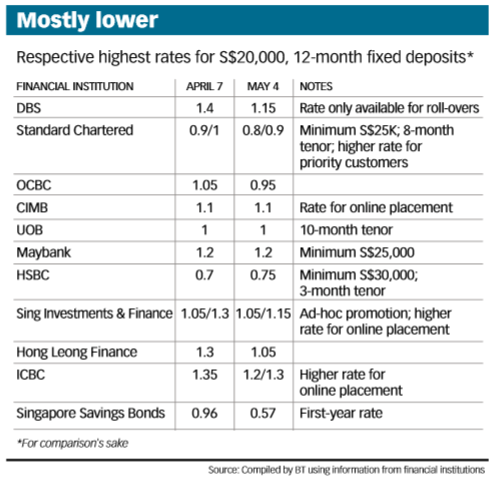 Mostly lower
Respective highest rates for S$20,000, 12-month fixed deposits*
FINANCIAL INSTITUTION APRIL 7 MAY 4 NOTES
DBS 1.4 1.15 Rate only available for roll-overs
Standard Chartered 0.9/1 0.8/0.9 Minimum S$25K; 8-month
tenor; higher rate for
priority customers
OCBC 1.05 0.95
CIMB 1.1 1.1 Rate for online placement
UOB 1 1 10-month tenor
Maybank 1.2 1.2 Minimum S$25,000
HSBC 0.7 0.75 Minimum S$30,000;
3-month tenor
Sing Investments & Finance 1.05/1.3 1.05/1.15 Ad-hoc promotion; higher
rate for online placement
Hong Leong Finance 1.3 1.05
ICBC 1.35 1.2/1.3 Higher rate for
online placement
Singapore Savings Bonds 0.96 0.57 First-year rate
*For comparison's sake
Source: Compiled by BT using information from financial institutions